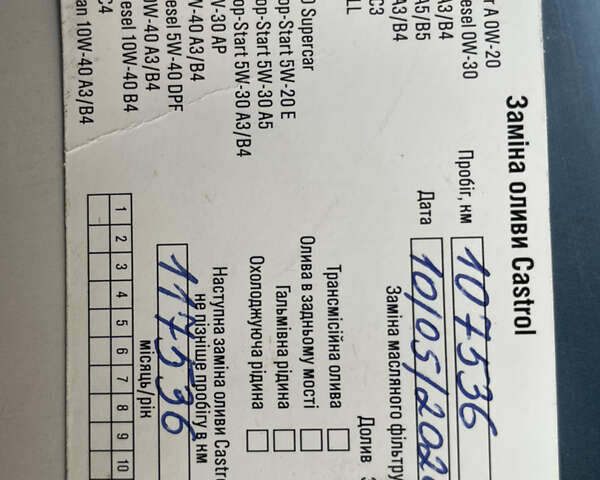 Заміна оливи Castrol
Пробіг, км 107536
Дата 10/05/202
Заміна масляного фільтру
Долив
Трансмісійна олива
Олива в задньому мості
Гальмівна рідина
Охолоджуюча рідина
Наступна заміна оливи Castro
не пізніше пробігу в км
117536
місяць/рік
1 2 3 4 5 6 7 8 9 10
r A 0W-20
esel 0W-30
A3/B4
A5/B5
A3/B4
C3
LL
Supercar
op-Start 5W-20 E
op-Start 5W-30 A5
op-Start 5W-30 A3/B4
W-30 AP
W-40 A3/B4
esel 5W-40 DPF
0W-40 A3/B4
esel 10W-40 B4
C4
an 10W-40 A3/B4